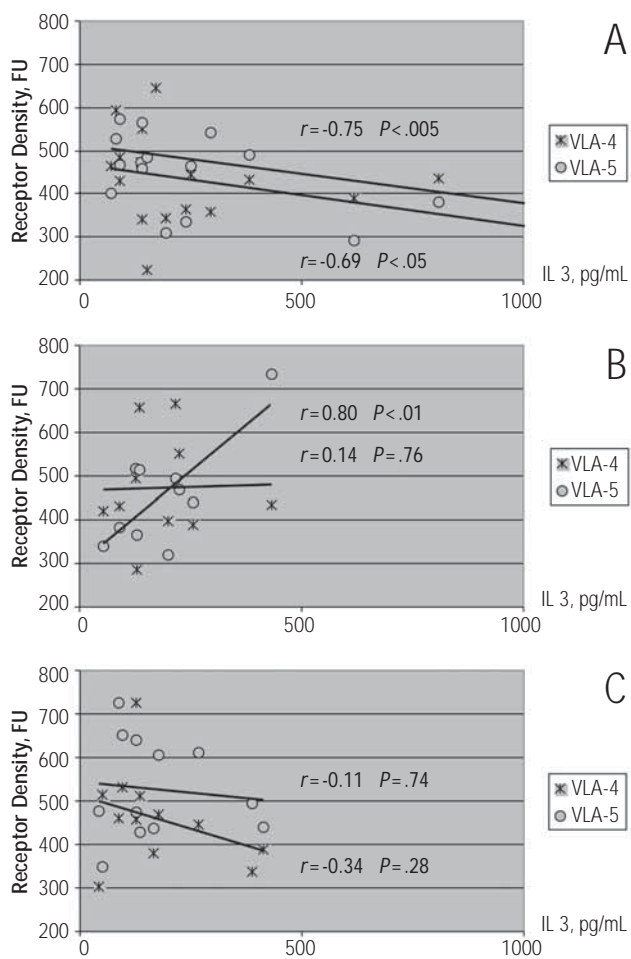 A
Receptor Density, FU
800
700
600
500
400
300
200
r=-0.75 P<.005
r=-0.69 P<.05
VLA-4
VLA-5
0
500
1000
IL 3, pg/mL
B
Receptor Density, FU
800
700
600
500
400
300
200
r=0.80 P<.01
r=0.14 P=.76
VLA-4
VLA-5
0
500
1000
IL 3, pg/mL
C
Receptor Density, FU
800
700
600
500
400
300
200
r=-0.11 P=.74
r=-0.34 P=.28
VLA-4
VLA-5
0
500
1000
IL 3, pg/mL